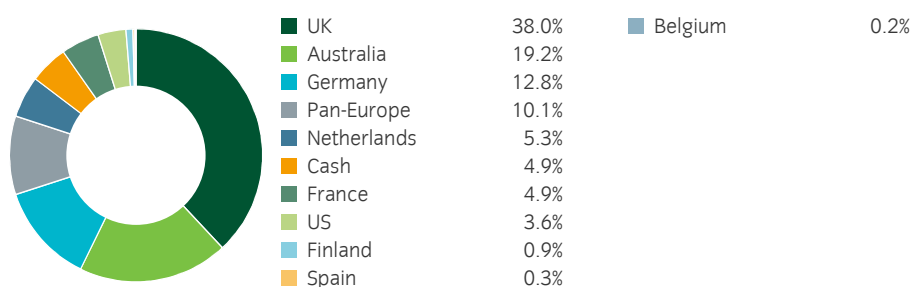 UK 38.0%
Australia 19.2%
Germany 12.8%
Pan-Europe 10.1%
Netherlands 5.3%
Cash 4.9%
France 4.9%
US 3.6%
Finland 0.9%
Spain 0.3%
Belgium 0.2%